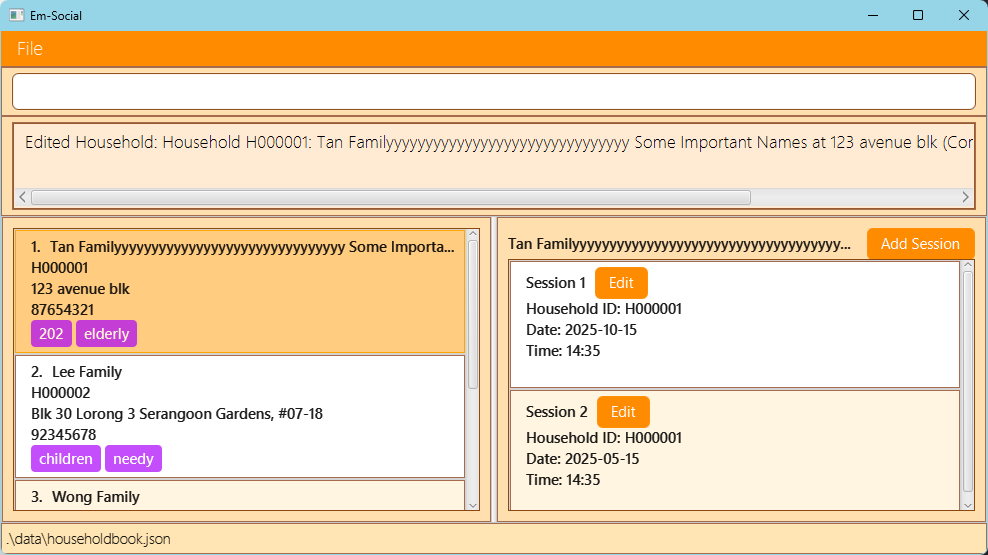 Em-Social
File
Edited Household: Household H000001: Tan Familyyyyyyyyyyyyyyyyyyyyyyyyyyyyyyy Some Important Names at 123 avenue blk (Cor
1. Tan Familyyyyyyyyyyyyyyyyyyyyyyyyyyyyyyy Some Importa...
H000001
123 avenue blk
87654321
202 elderly
2. Lee Family
H000002
Blk 30 Lorong 3 Serangoon Gardens, #07-18
92345678
children needy
3. Wong Family
Tan Familyyyyyyyyyyyyyyyyyyyyyyyyyyyyyyyyyyyy... Add Session
Session 1 Edit
Household ID: H000001
Date: 2025-10-15
Time: 14:35
Session 2 Edit
Household ID: H000001
Date: 2025-05-15
Time: 14:35
.\data\householdbook.json